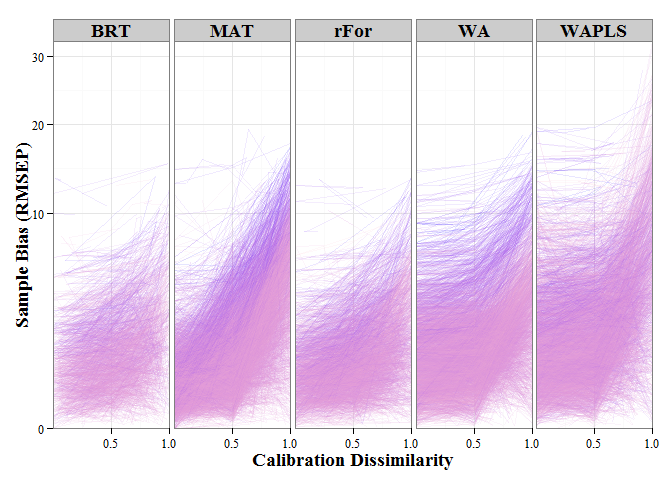 BRT MAT rFor WA WAPLS
30
20
10
0
Sample Bias (RMSEP)
0.5 1.0 0.5 1.0 0.5 1.0 0.5 1.0 0.5 1.0
Calibration Dissimilarity